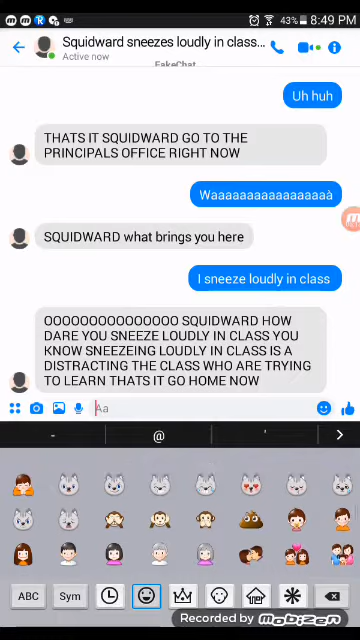 43% 8:49 PM
Squidward sneezes loudly in class...
Active now
FakeChat
Uh huh
THATS IT SQUIDWARD GO TO THE
PRINCIPALS OFFICE RIGHT NOW
Waaaaaaaaaaaaaaaaà
SQUIDWARD what brings you here
I sneeze loudly in class
OOOOOOOOOOOOOOO SQUIDWARD HOW
DARE YOU SNEEZE LOUDLY IN CLASS YOU
KNOW SNEEZEING LOUDLY IN CLASS IS A
DISTRACTING THE CLASS WHO ARE TRYING
TO LEARN THATS IT GO HOME NOW
Aa
- @ '
ABC Sym
Recorded by Mobizen